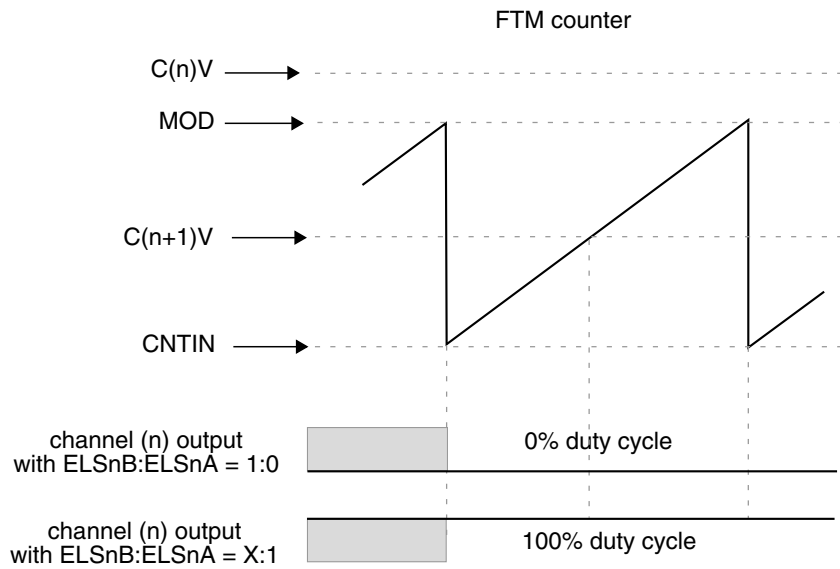 FTM counter
C(n)V
MOD
C(n+1)V
CNTIN
channel (n) output
with ELSnB:ELSnA = 1:0
0% duty cycle
channel (n) output
with ELSnB:ELSnA = X:1
100% duty cycle